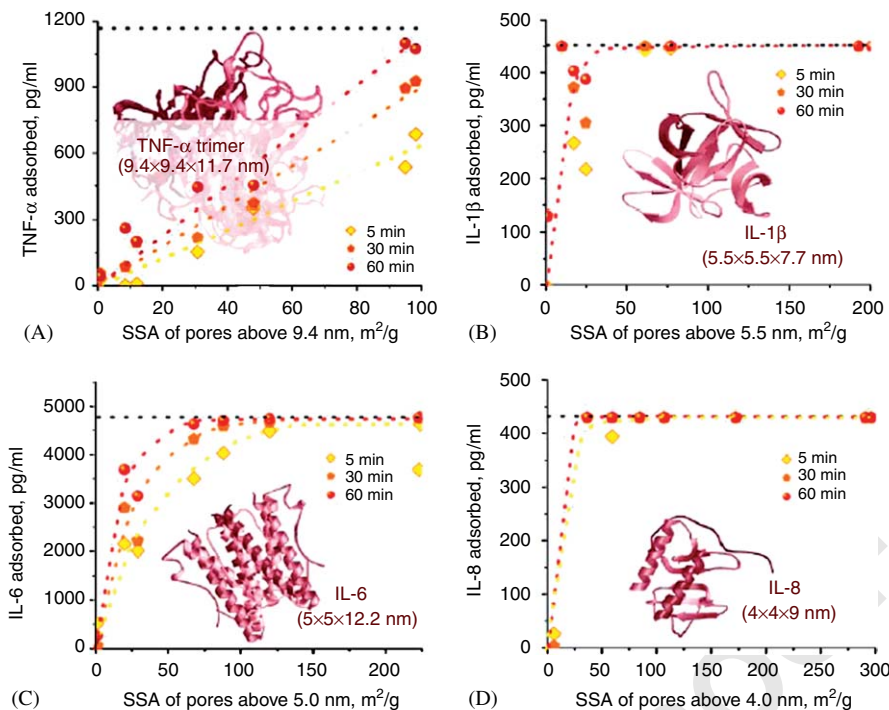 1200
900
600
300
0
0
20
40
60
80
100
TNF-α adsorbed, pg/ml
TNF-α trimer
(9.4×9.4×11.7 nm)
5 min
30 min
60 min
(A)
SSA of pores above 9.4 nm, m²/g
450
400
350
300
250
200
150
100
50
0
0
50
100
150
200
IL-1β adsorbed, pg/ml
5 min
30 min
60 min
IL-1β
(5.5×5.5×7.7 nm)
(B)
SSA of pores above 5.5 nm, m²/g
5000
4000
3000
2000
1000
0
0
50
100
150
200
IL-6 adsorbed, pg/ml
5 min
30 min
60 min
IL-6
(5×5×12.2 nm)
(C)
SSA of pores above 5.0 nm, m²/g
500
400
300
200
100
0
0
50
100
150
200
250
300
IL-8 adsorbed, pg/ml
5 min
30 min
60 min
IL-8
(4×4×9 nm)
(D)
SSA of pores above 4.0 nm, m²/g